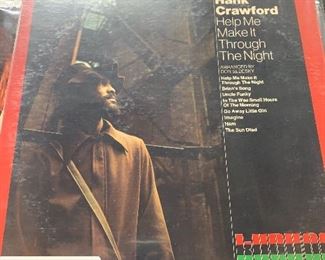 Hank
Crawford
Help Me
Make It
Through
The Night
ARRANGED BY
DON SEBESKY
Help Me Make It
Through The Night
Brian's Song
Uncle Funky
In The Wee Small Hours
Of The Morning
Go Away Little Girl
Imagine
Ham
The Sun Died
KUDU